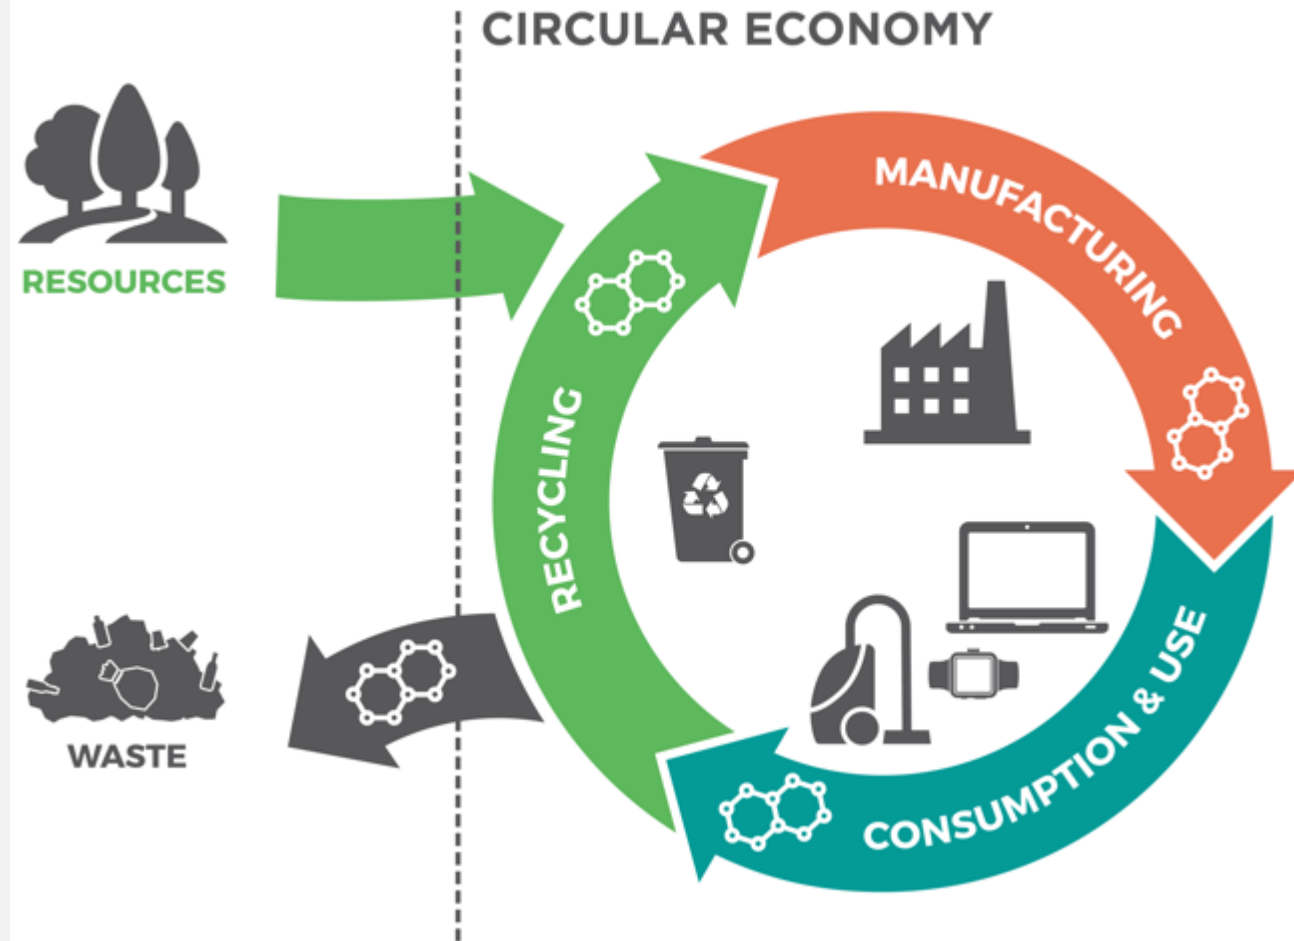 CIRCULAR ECONOMY
RESOURCES
MANUFACTURING
RECYCLING
CONSUMPTION & USE
WASTE